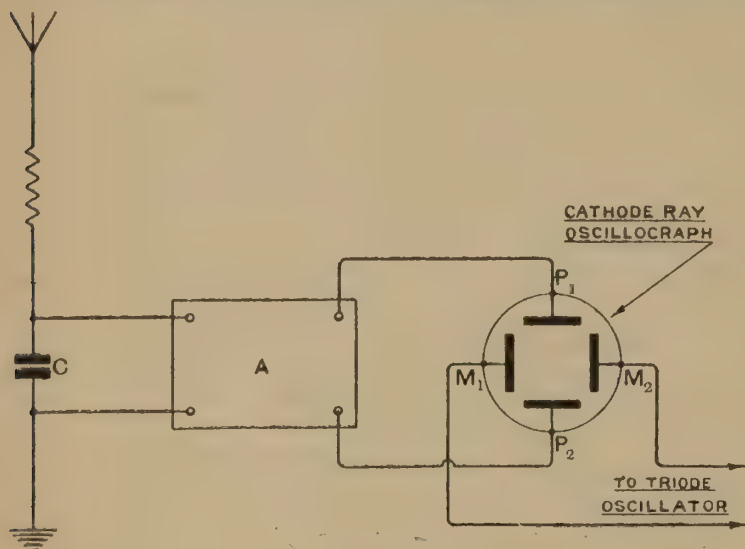 CATHODE RAY
OSCILLOGRAPH
P1
C
A
M1
M2
P2
TO TRIODE
OSCILLATOR